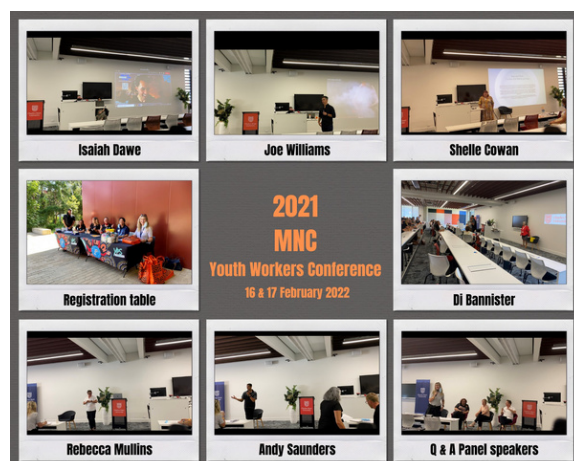 Isaiah Dawe
Joe Williams
Shelle Cowan
2021
MNC
Youth Workers Conference
16 & 17 February 2022
Registration table
Di Bannister
Rebecca Mullins
Andy Saunders
Q & A Panel speakers